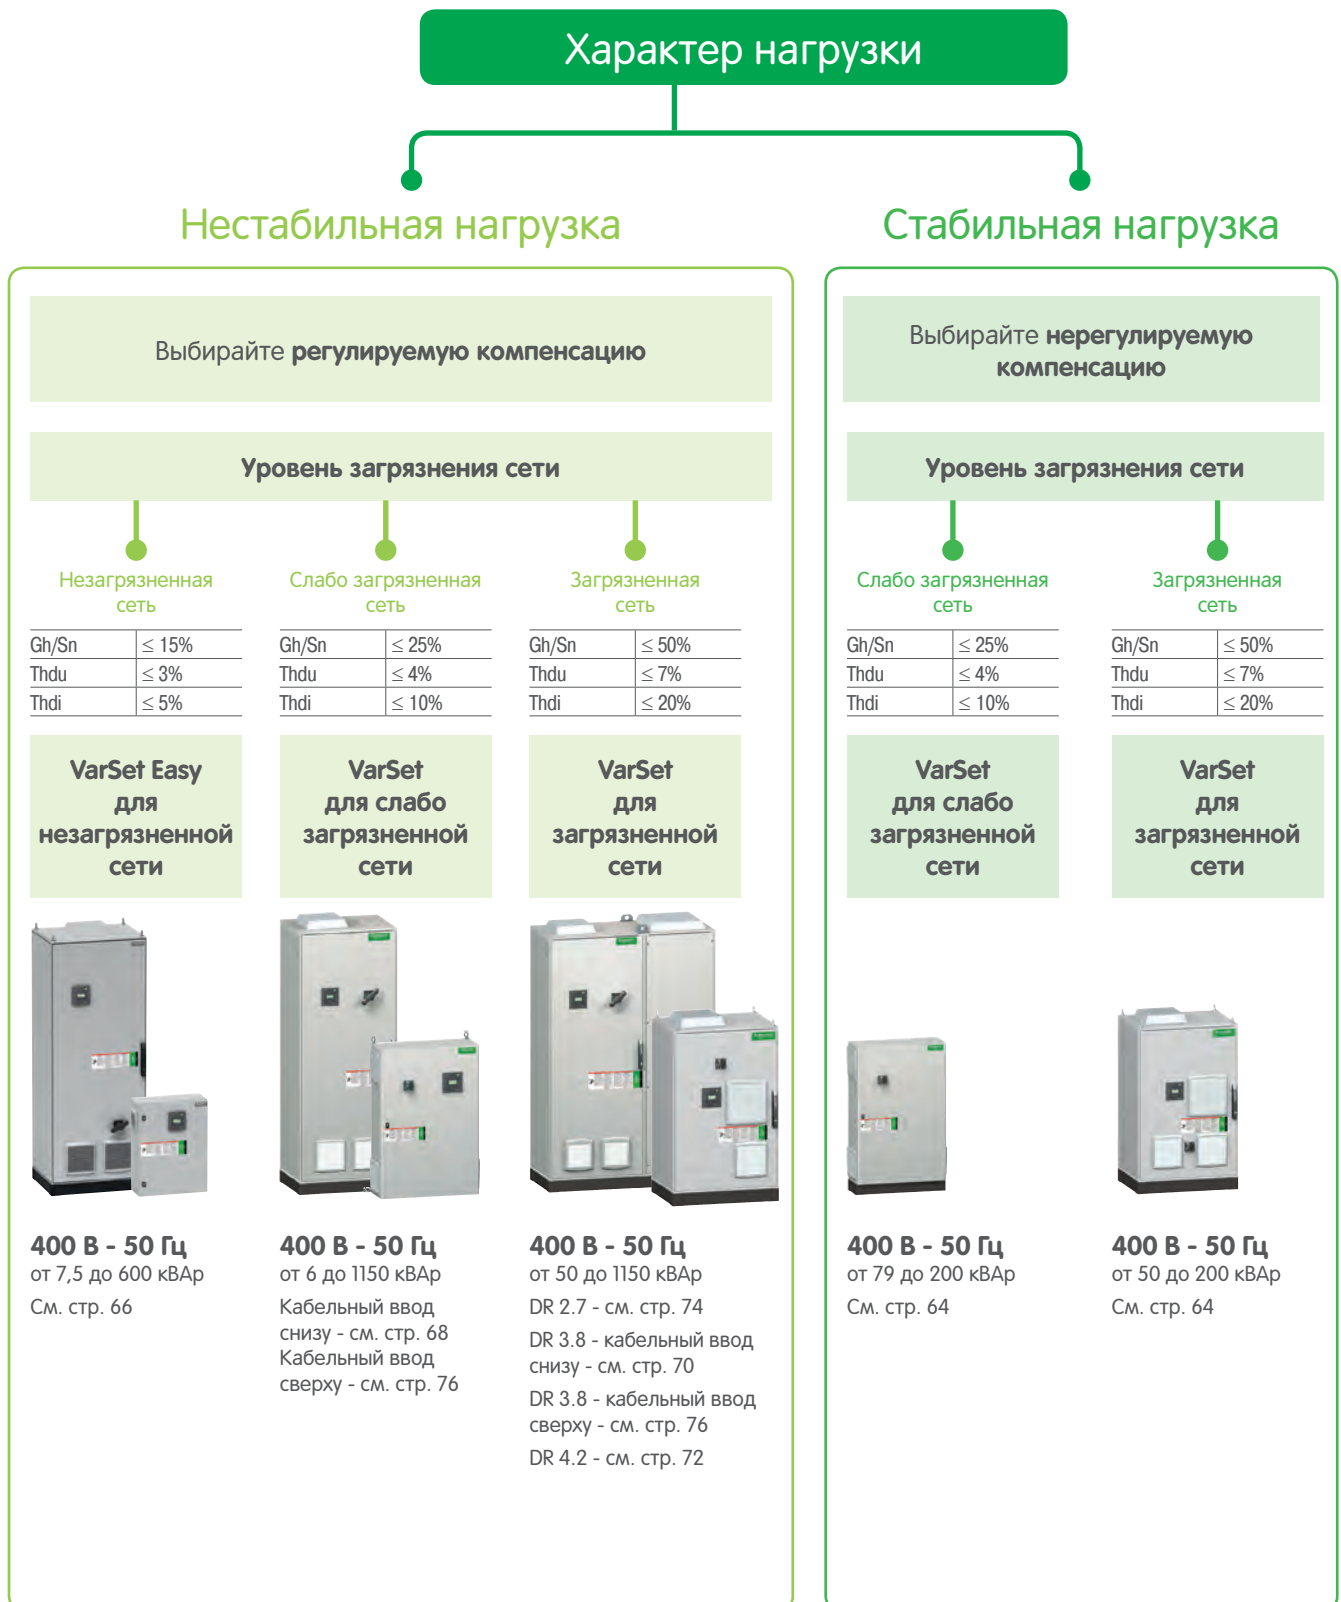 Характер нагрузки
Нестабильная нагрузка
Выбирайте регулируемую компенсацию
Уровень загрязнения сети
Незагрязненная
сеть
Gh/Sn ≤ 15%
Thdu ≤ 3%
Thdi ≤ 5%
VarSet Easy
для
незагрязненной
сети
400 В - 50 Гц
от 7,5 до 600 кВАр
См. стр. 66
Слабо загрязненная
сеть
Gh/Sn ≤ 25%
Thdu ≤ 4%
Thdi ≤ 10%
VarSet
для слабо
загрязненной
сети
400 В - 50 Гц
от 6 до 1150 кВАр
Кабельный ввод
снизу - см. стр. 68
Кабельный ввод
сверху - см. стр. 76
Загрязненная
сеть
Gh/Sn ≤ 50%
Thdu ≤ 7%
Thdi ≤ 20%
VarSet
для
загрязненной
сети
400 В - 50 Гц
от 50 до 1150 кВАр
DR 2.7 - см. стр. 74
DR 3.8 - кабельный ввод
снизу - см. стр. 70
DR 3.8 - кабельный ввод
сверху - см. стр. 76
DR 4.2 - см. стр. 72
Стабильная нагрузка
Выбирайте нерегулируемую
компенсацию
Уровень загрязнения сети
Слабо загрязненная
сеть
Gh/Sn ≤ 25%
Thdu ≤ 4%
Thdi ≤ 10%
VarSet
для слабо
загрязненной
сети
400 В - 50 Гц
от 79 до 200 кВАр
См. стр. 64
Загрязненная
сеть
Gh/Sn ≤ 50%
Thdu ≤ 7%
Thdi ≤ 20%
VarSet
для
загрязненной
сети
400 В - 50 Гц
от 50 до 200 кВАр
См. стр. 64